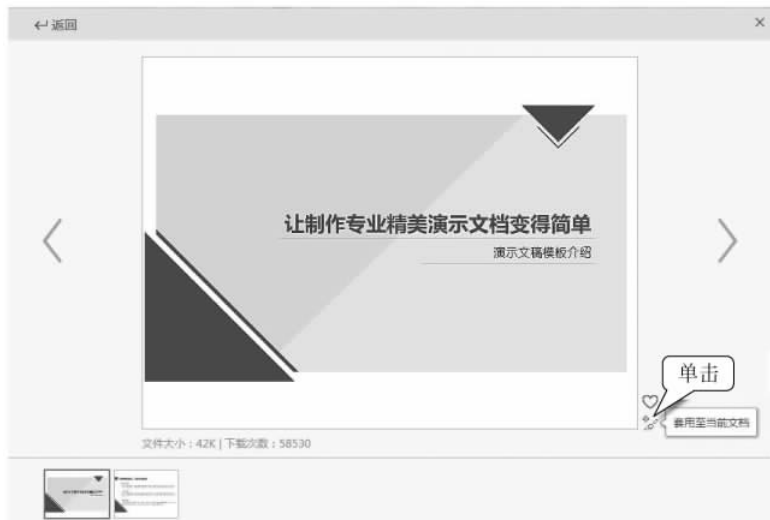 返回
让制作专业精美演示文档变得简单
演示文稿模板介绍
单击
套用至当前文档
文件大小：42K | 下载次数：58530